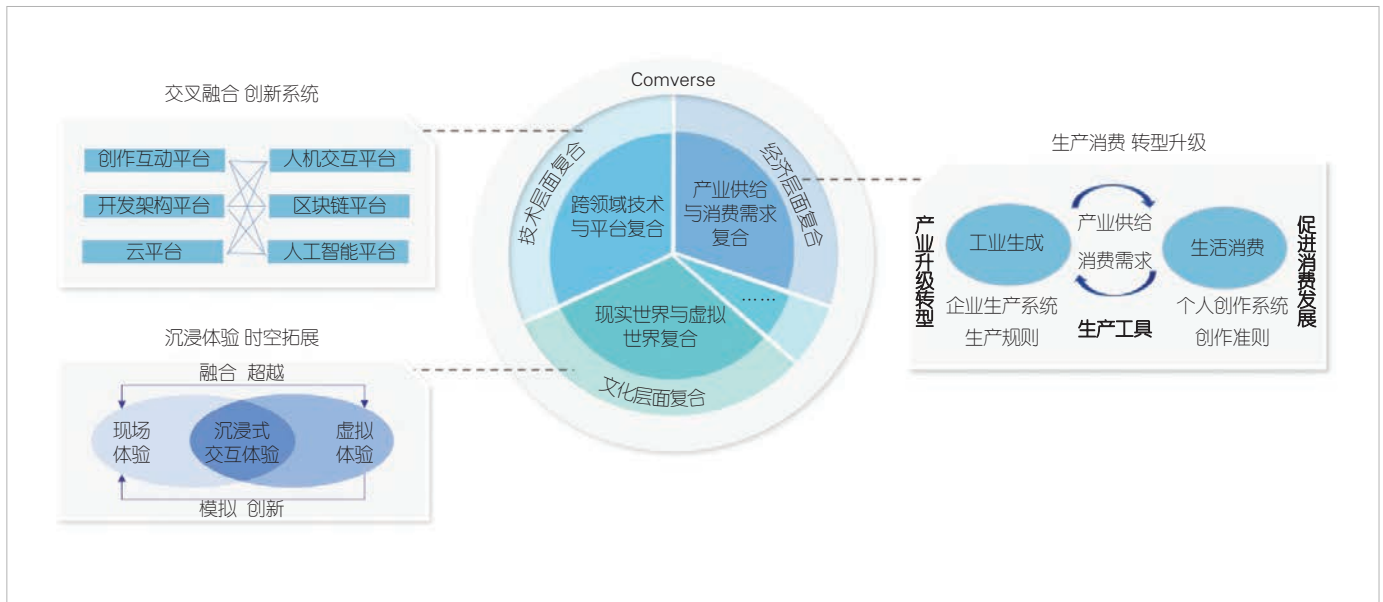 Comverse
交叉融合 创新系统
创作互动平台
人机交互平台
开发架构平台
区块链平台
云平台
人工智能平台
沉浸体验 时空拓展
融合 超越
现场
体验
沉浸式
交互体验
虚拟
体验
模拟 创新
技术层面复合
跨领域技术
与平台复合
经济层面复合
产业供给
与消费需求
复合
……
现实世界与虚拟
世界复合
文化层面复合
生产消费 转型升级
产业升级转型
工业生成
产业供给
消费需求
生活消费
企业生产系统
生产规则
生产工具
个人创作系统
创作准则
促进消费发展